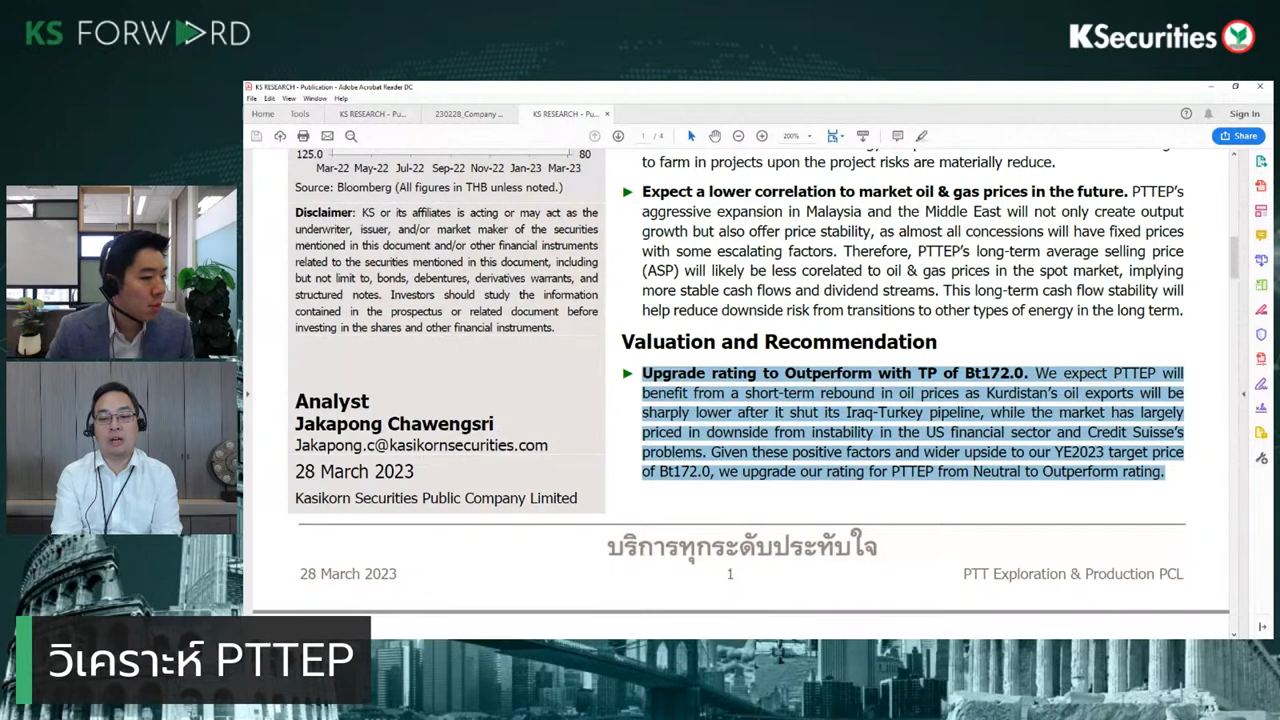 KS FORWARD
KSecurities
KS RESEARCH - Publication - Adobe Acrobat Reader DC
File Edit View Window Help
Home Tools KS RESEARCH - Pu... 230228_Company ... KS RESEARCH - Pu... ×
Sign In
1 / 4 200% Share
125.0 80
Mar-22 May-22 Jul-22 Sep-22 Nov-22 Jan-23 Mar-23
Source: Bloomberg (All figures in THB unless noted.)
Disclaimer: KS or its affiliates is acting or may act as the
underwriter, issuer, and/or market maker of the securities
mentioned in this document and/or other financial instruments
related to the securities mentioned in this document, including
but not limit to, bonds, debentures, derivatives warrants, and
structured notes. Investors should study the information
contained in the prospectus or related document before
investing in the shares and other financial instruments.
Analyst
Jakapong Chawengsri
Jakapong.c@kasikornsecurities.com
28 March 2023
Kasikorn Securities Public Company Limited
to farm in projects upon the project risks are materially reduce.
Expect a lower correlation to market oil & gas prices in the future. PTTEP's
aggressive expansion in Malaysia and the Middle East will not only create output
growth but also offer price stability, as almost all concessions will have fixed prices
with some escalating factors. Therefore, PTTEP's long-term average selling price
(ASP) will likely be less corelated to oil & gas prices in the spot market, implying
more stable cash flows and dividend streams. This long-term cash flow stability will
help reduce downside risk from transitions to other types of energy in the long term.
Valuation and Recommendation
Upgrade rating to Outperform with TP of Bt172.0. We expect PTTEP will
benefit from a short-term rebound in oil prices as Kurdistan's oil exports will be
sharply lower after it shut its Iraq-Turkey pipeline, while the market has largely
priced in downside from instability in the US financial sector and Credit Suisse's
problems. Given these positive factors and wider upside to our YE2023 target price
of Bt172.0, we upgrade our rating for PTTEP from Neutral to Outperform rating.
บริการทุกระดับประทับใจ
28 March 2023 1 PTT Exploration & Production PCL
วิเคราะห์ PTTEP